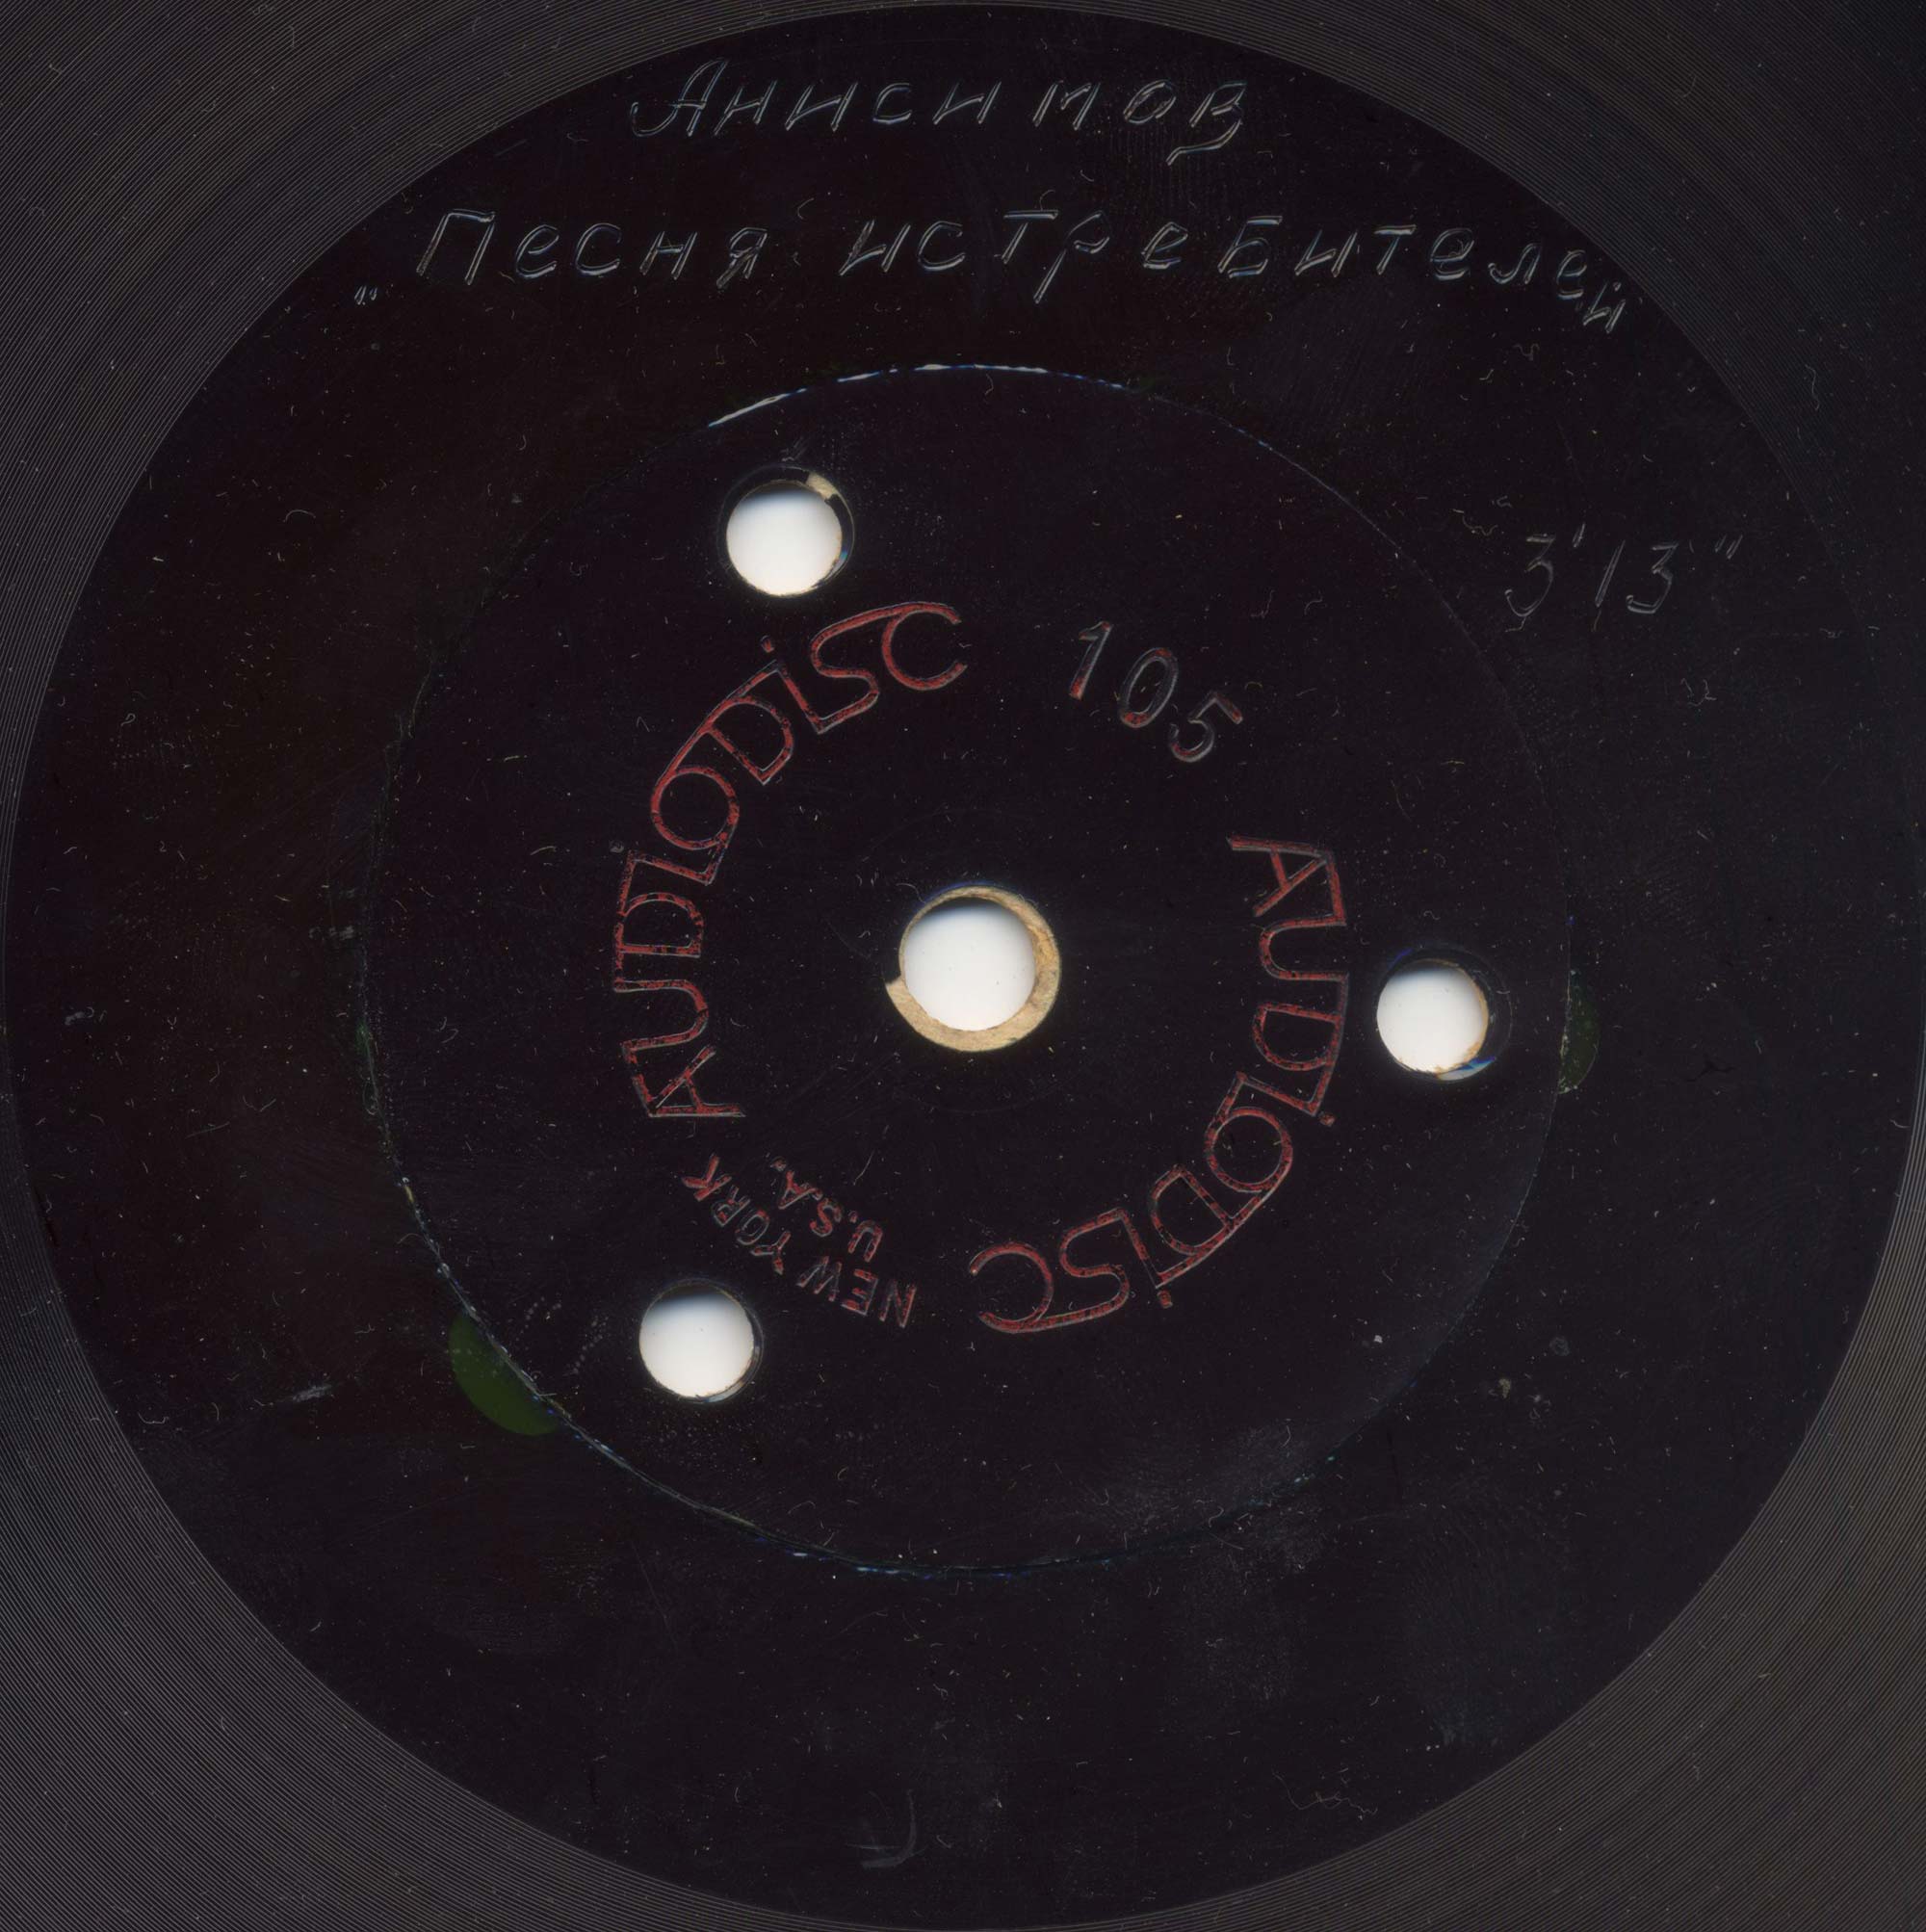 Анисимов
„Песня истребителей"
3'13"
105
AUDIODISC
AUDIODISC
NEW YORK
U.S.A.